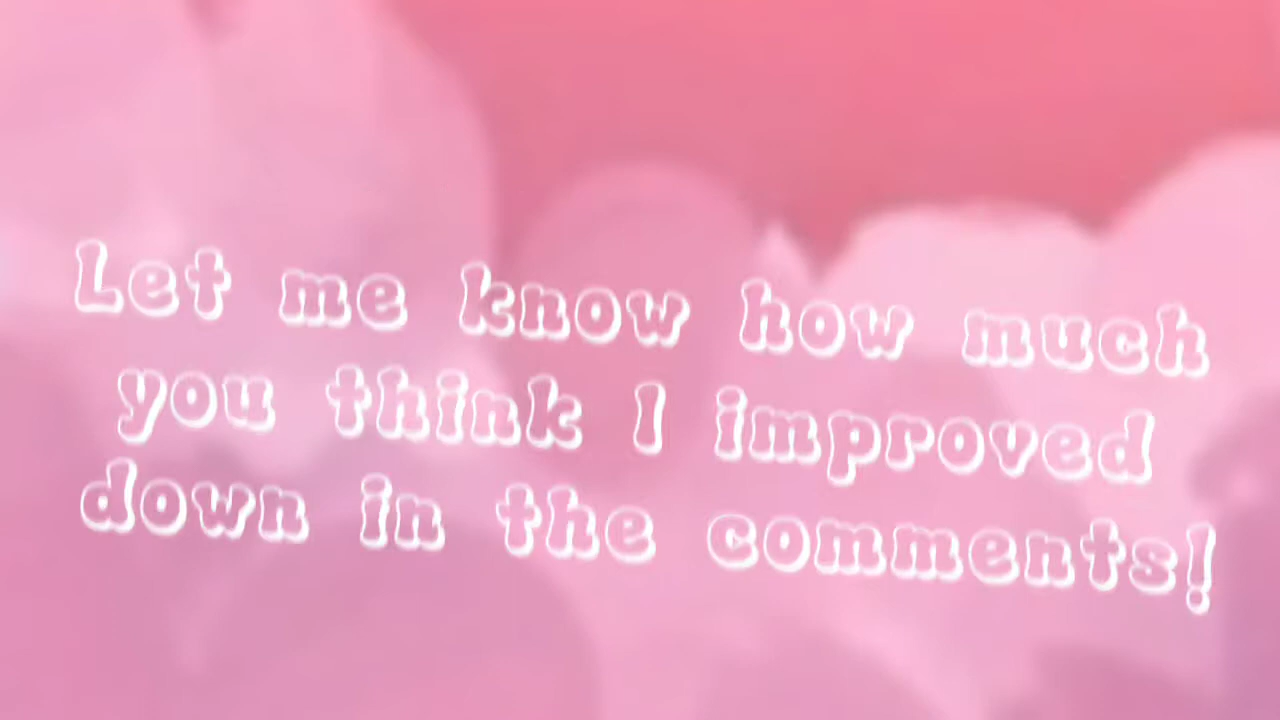 Let me know how much
you think I improved
down in the comments!